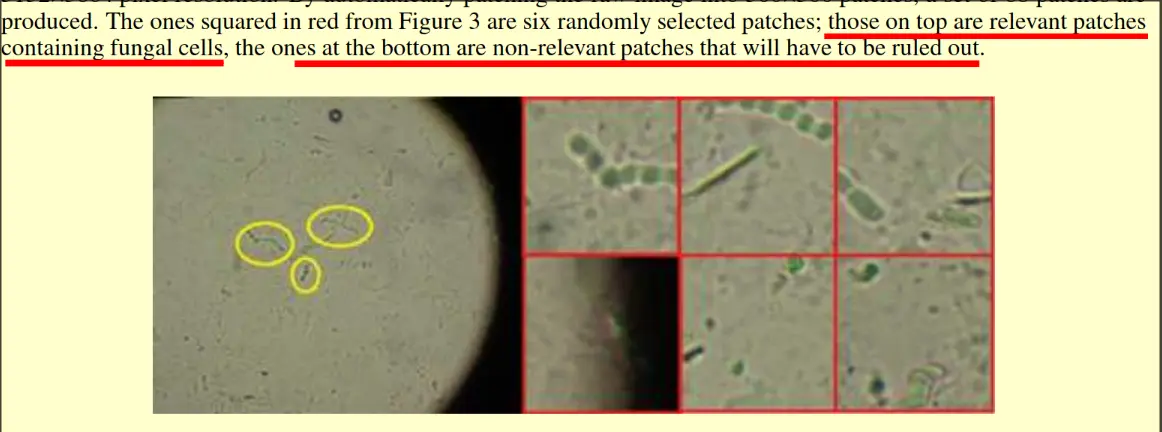 produced. The ones squared in red from Figure 3 are six randomly selected patches; those on top are relevant patches
containing fungal cells, the ones at the bottom are non-relevant patches that will have to be ruled out.